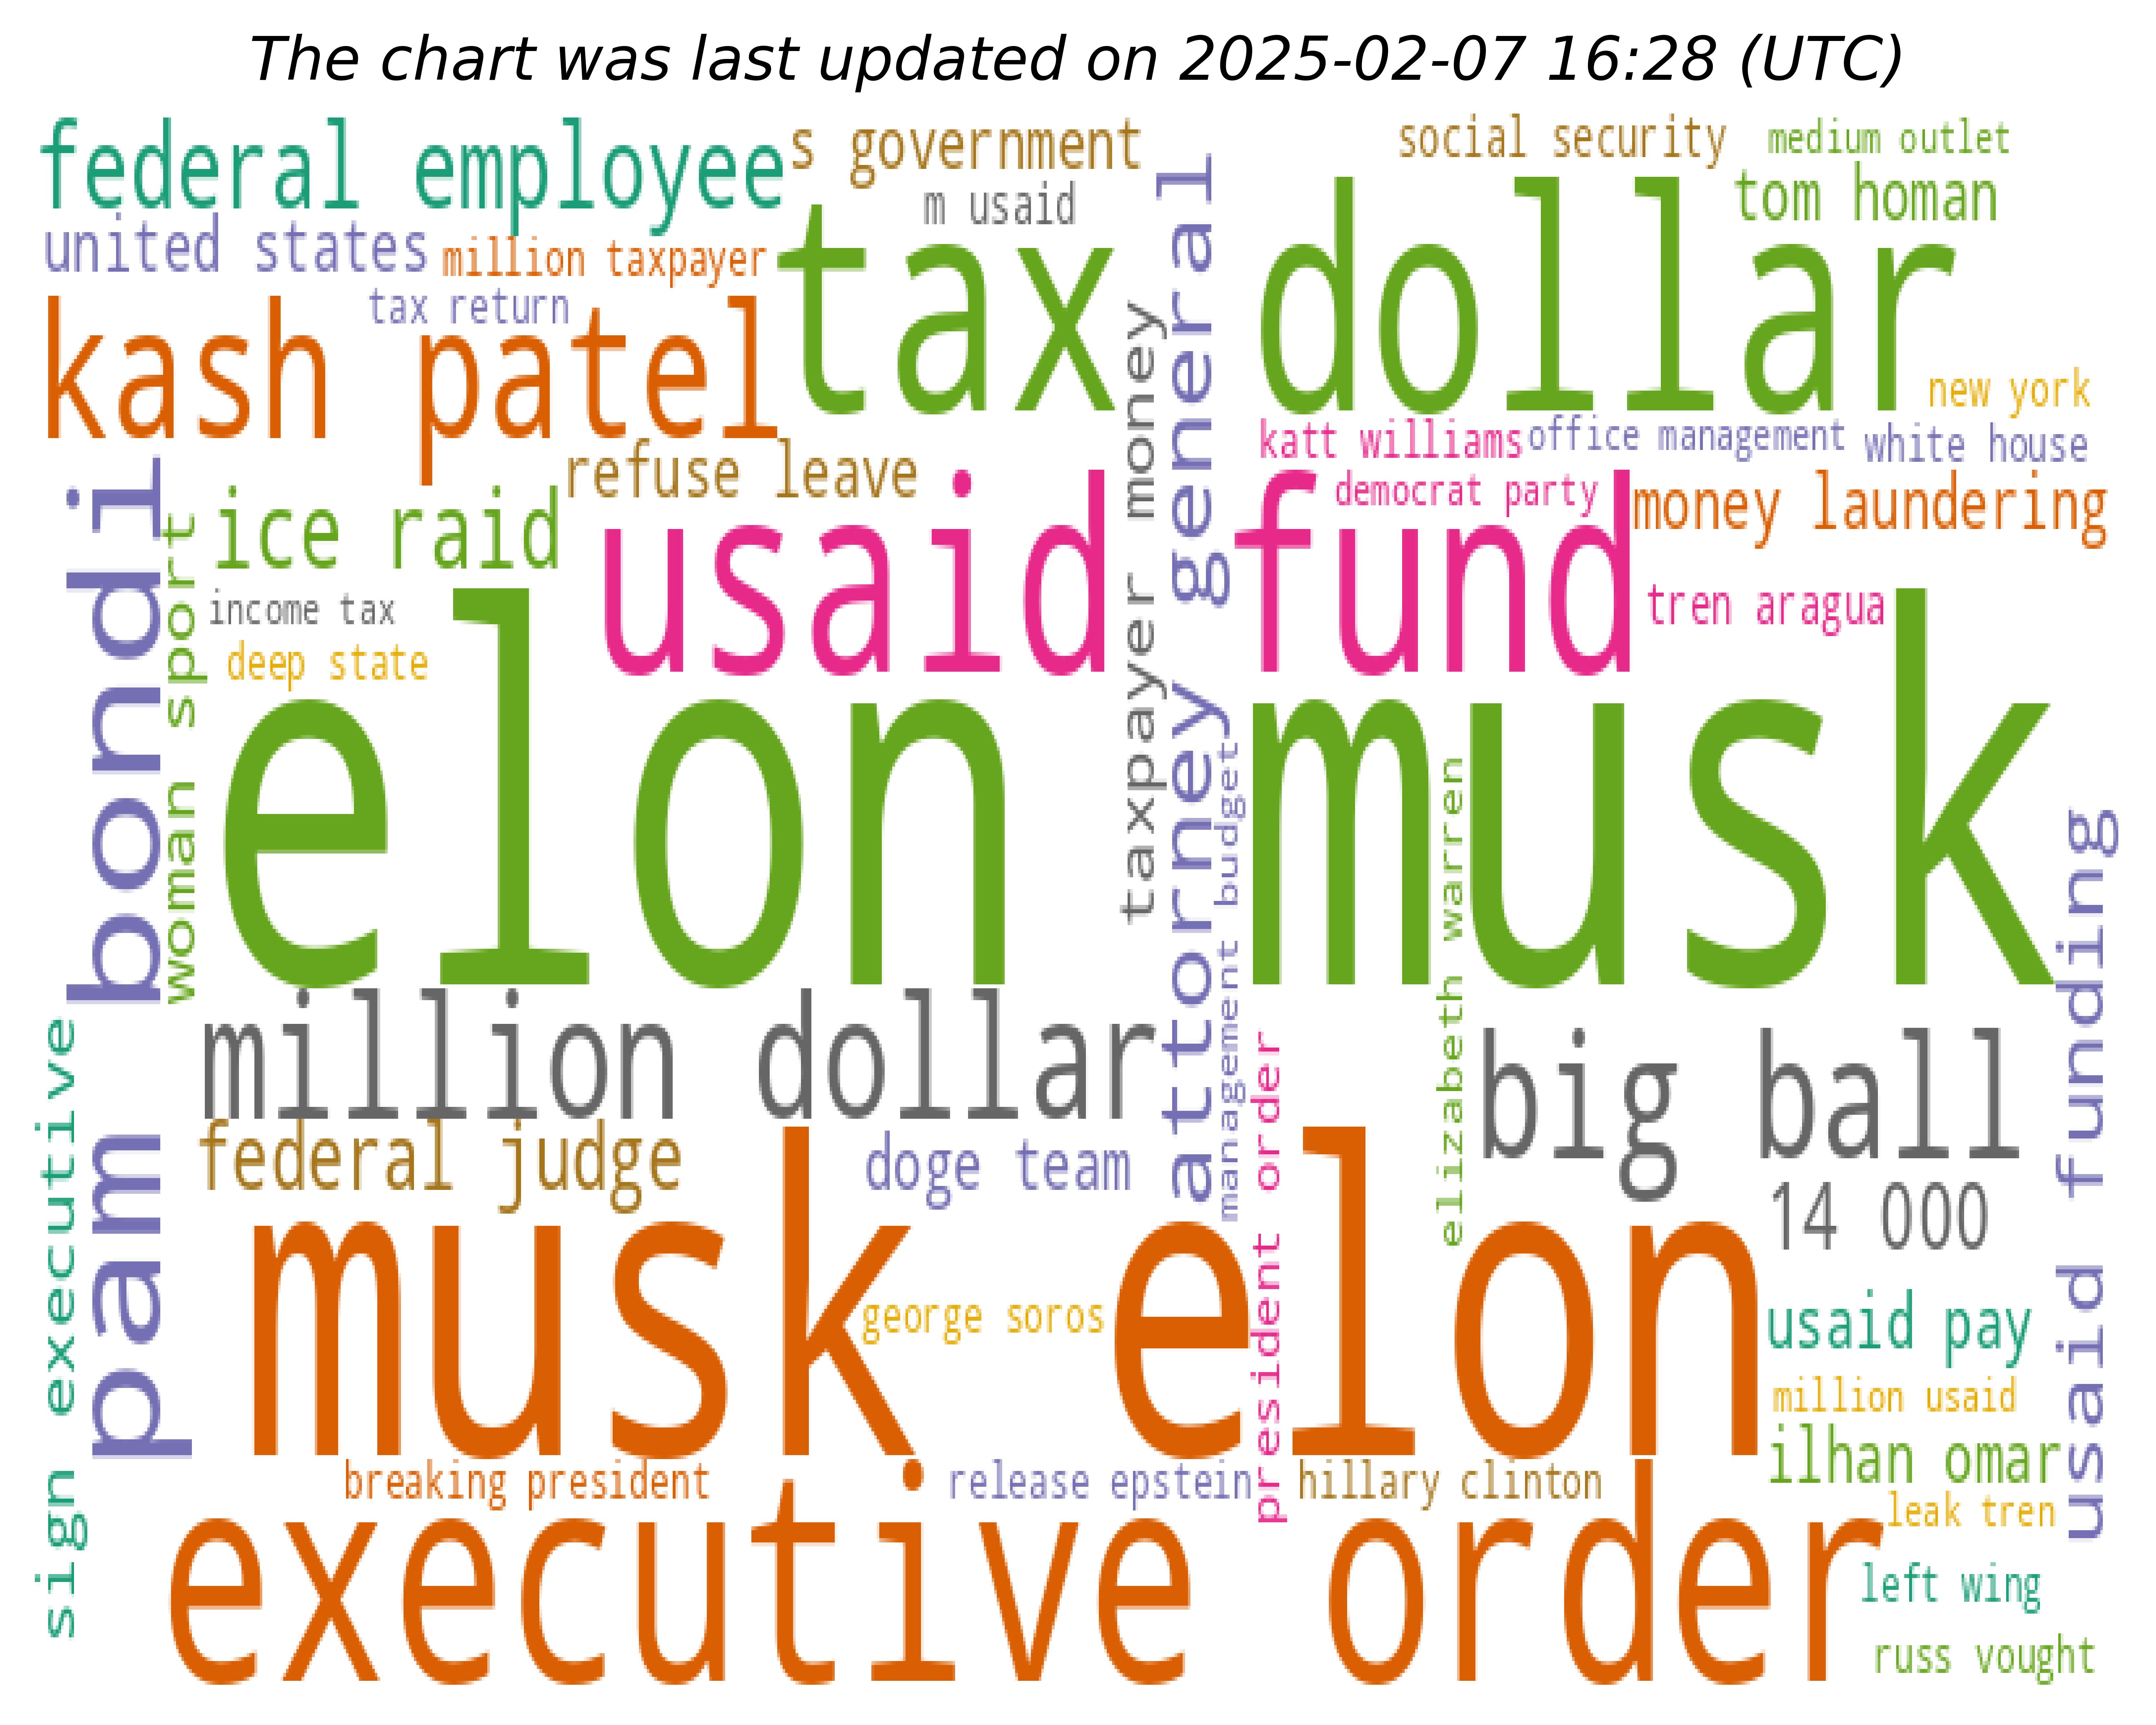 The chart was last updated on 2025-02-07 16:28 (UTC)
federal employee
s government
social security
medium outlet
m usaid
tom homan
united states
million taxpayer
tax dollar
tax return
kash patel
new york
katt williams
office management
white house
refuse leave
democrat party
money laundering
ice raid
usaid fund
taxpayer money
attorney general
income tax
tren aragua
deep state
woman sport
pam bondi
elon musk
management budget
elizabeth warren
usaid funding
million dollar
big ball
federal judge
doge team
14 000
president order
sign executive
musk elon
george soros
usaid pay
million usaid
ilhan omar
breaking president
release epstein
hillary clinton
leak tren
executive order
left wing
russ vought